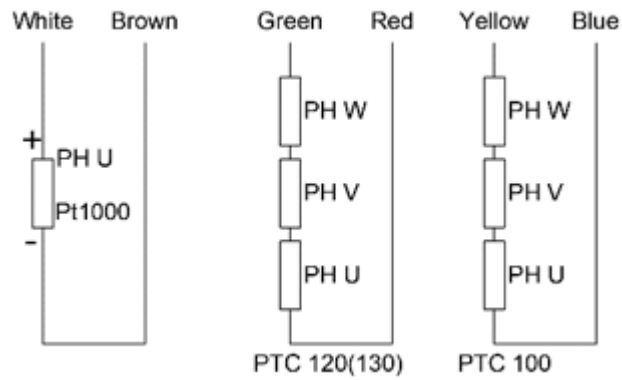 White Brown Green Red Yellow Blue
PH W PH W
+
PH U
PH V PH V
Pt1000
-
PH U PH U
PTC 120(130) PTC 100